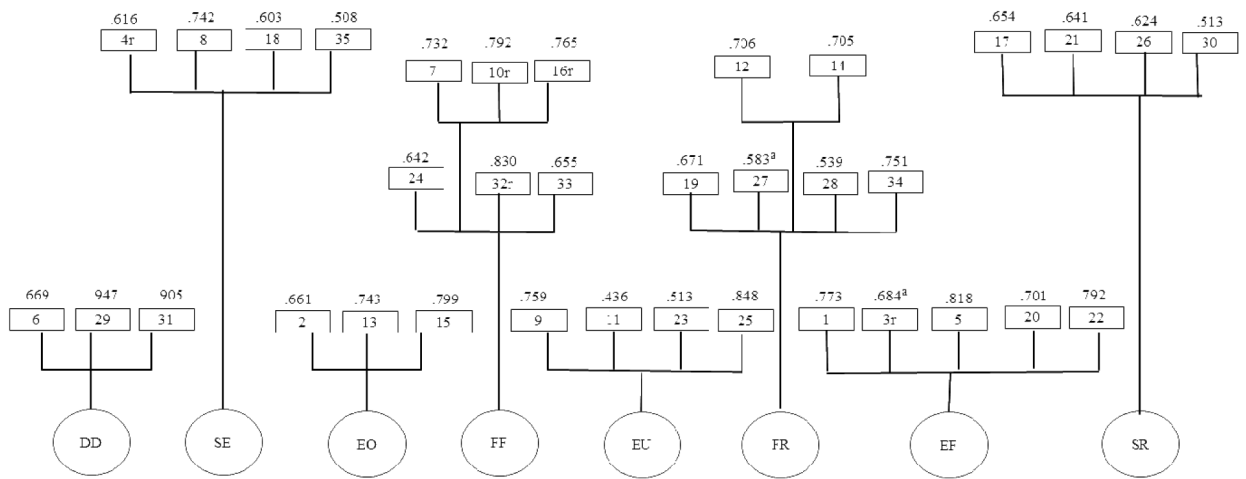 .616 .742 .603 .508
4r 8 18 35
.732 .792 .765
7 10r 16r
.706 .705
12 14
.654 .641 .624 .513
17 21 26 30
.642 .830 .655
24 32r 33
.671 .583a .539 .751
19 27 28 34
669 947 905
6 29 31
.661 .743 .799
2 13 15
.759 .436 .513 .848
9 11 23 25
.773 .684a .818 .701 792
1 3r 5 20 22
DD SE EO FF EU FR EF SR